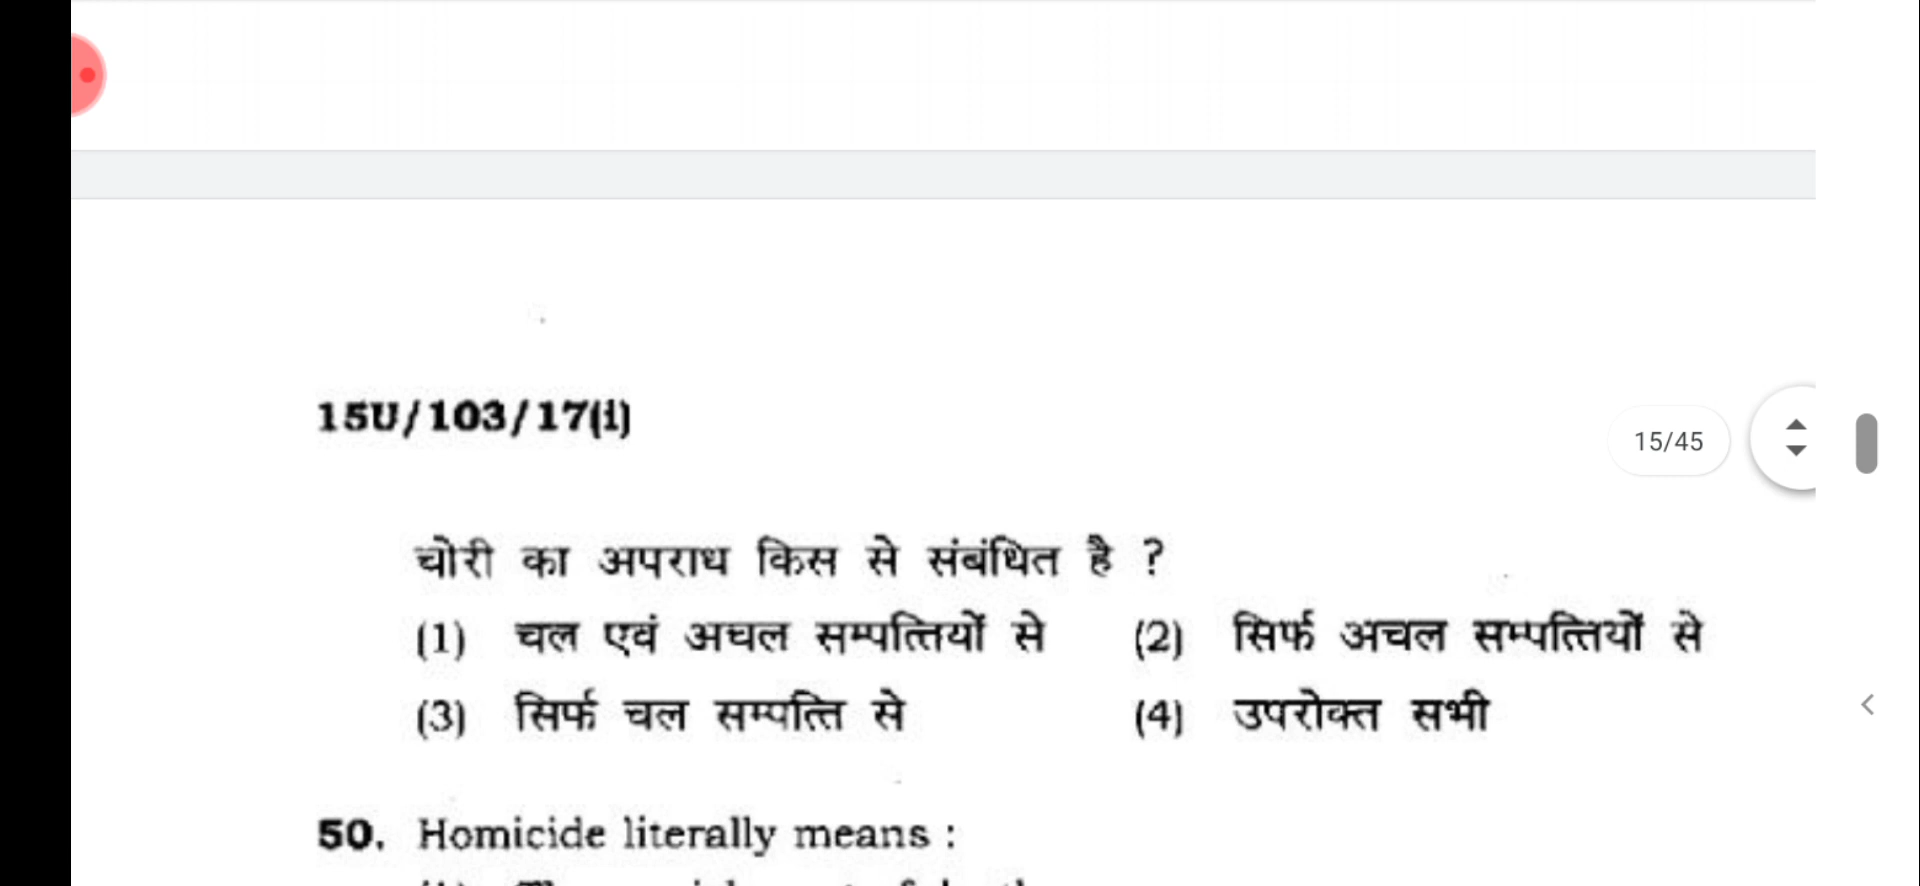 15U/103/17(i)
15/45
चोरी का अपराध किस से संबंधित है ?
(1) चल एवं अचल सम्पत्तियों से (2) सिर्फ अचल सम्पत्तियों से
(3) सिर्फ चल सम्पत्ति से (4) उपरोक्त सभी
50. Homicide literally means :